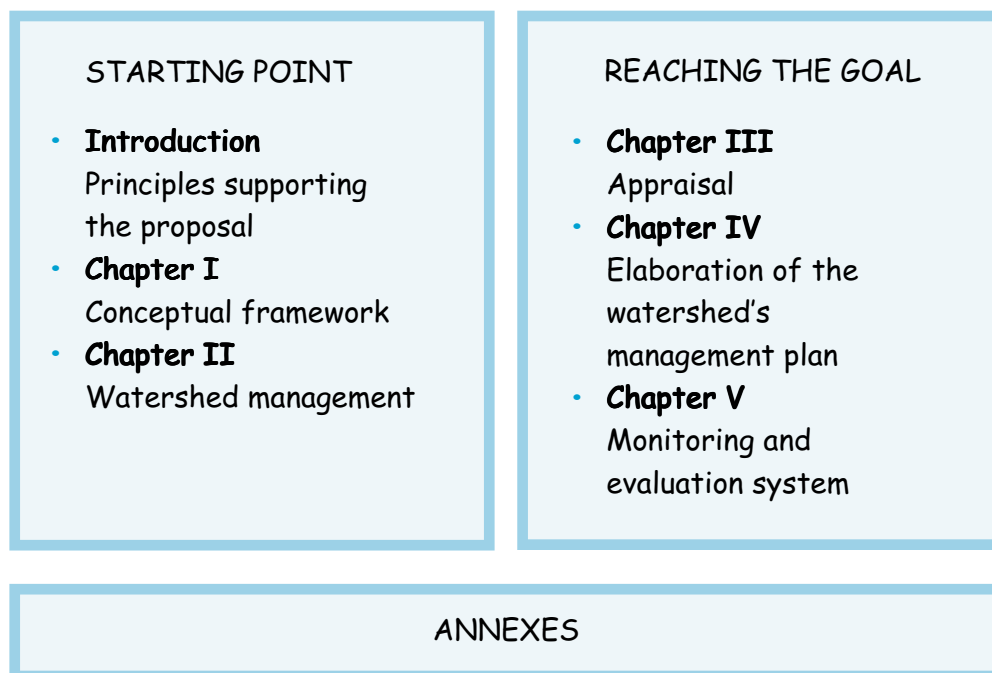 STARTING POINT
• Introduction
Principles supporting
the proposal
• Chapter I
Conceptual framework
• Chapter II
Watershed management
REACHING THE GOAL
• Chapter III
Appraisal
• Chapter IV
Elaboration of the
watershed's
management plan
• Chapter V
Monitoring and
evaluation system
ANNEXES